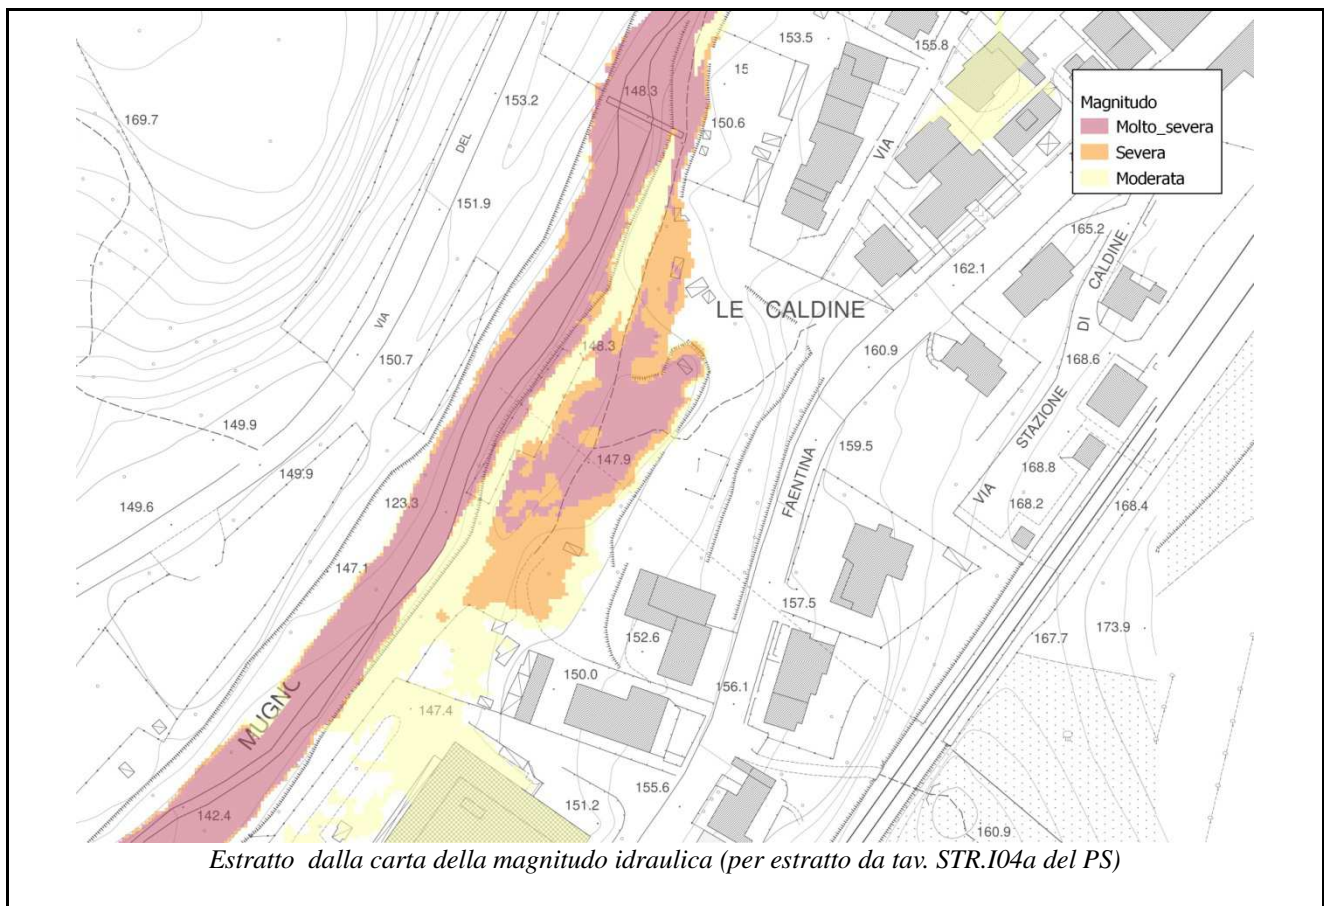 153.5
155.8
15
148.3
153.2
169.7
150.6
DEL
VIA
Magnitudo
Molto_severa
Severa
Moderata
151.9
165.2
CALDINE
162.1
LE CALDINE
DI
VIA
150.7
148.3
160.9
168.6
149.9
STAZIONE
159.5
149.9
147.9
FAENTINA
168.8
149.6
123.3
VIA
168.2
168.4
147.1
157.5
152.6
167.7
173.9
150.0
156.1
MUGNO
147.4
155.6
151.2
142.4
160.9
Estratto dalla carta della magnitudo idraulica (per estratto da tav. STR.I04a del PS)